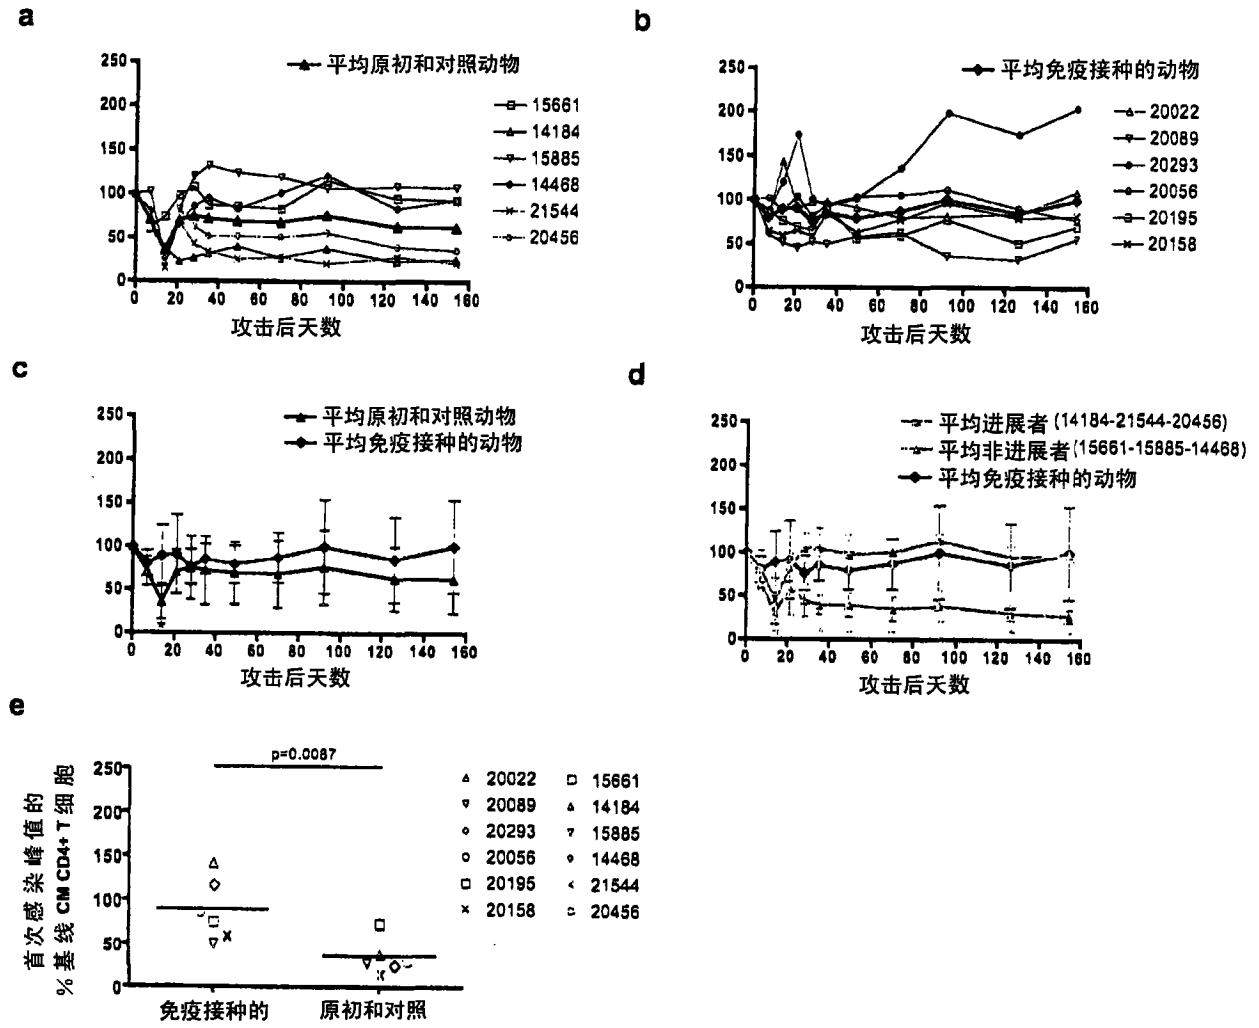 a
平均原初和对照动物
250
200
150
100
50
0
15661
14184
15885
14468
21544
20456
0 20 40 60 80 100 120 140 160
攻击后天数
b
平均免疫接种的动物
250
200
150
100
50
0
20022
20089
20293
20056
20195
20158
0 20 40 60 80 100 120 140 160
攻击后天数
c
平均原初和对照动物
平均免疫接种的动物
250
200
150
100
50
0
0 20 40 60 80 100 120 140 160
攻击后天数
d
平均进展者 (14184-21544-20456)
平均非进展者 (15661-15885-14468)
平均免疫接种的动物
250
200
150
100
50
0
0 20 40 60 80 100 120 140 160
攻击后天数
e
首次感染峰值的
% 基线 CM CD4+ T 细胞
p=0.0087
250
200
150
100
50
0
20022 15661
20089 14184
20293 15885
20056 14468
20195 21544
20158 20456
免疫接种的 原初和对照